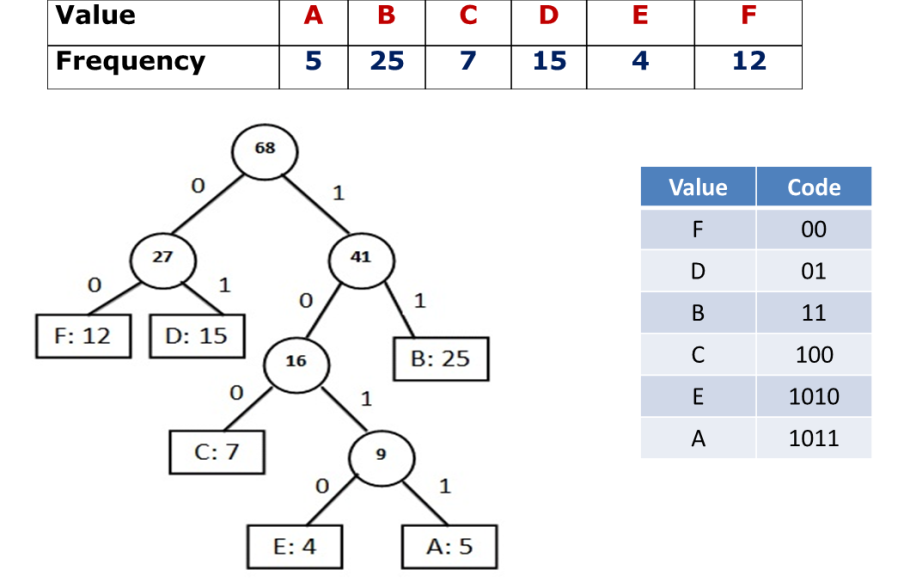 Value A B C D E F
Frequency 5 25 7 15 4 12
68
0 1
27 41
0 1 0 1
F: 12 D: 15 16 B: 25
0 1
C: 7 9
0 1
E: 4 A: 5
Value Code
F 00
D 01
B 11
C 100
E 1010
A 1011